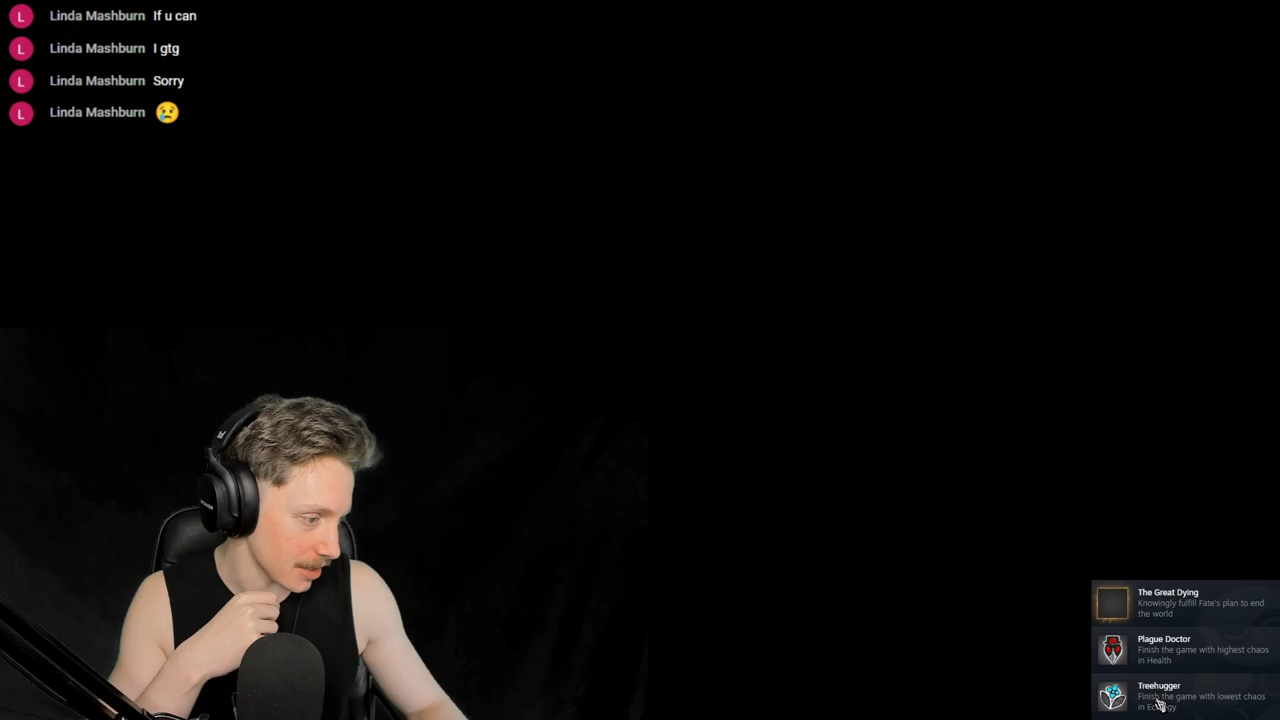 Linda Mashburn If u can
Linda Mashburn I gtg
Linda Mashburn Sorry
Linda Mashburn 😢
The Great Dying
Knowingly fulfill Fate's plan to end
the world
Plague Doctor
Finish the game with highest chaos
in Health
Treehugger
Finish the game with lowest chaos
in Ecology